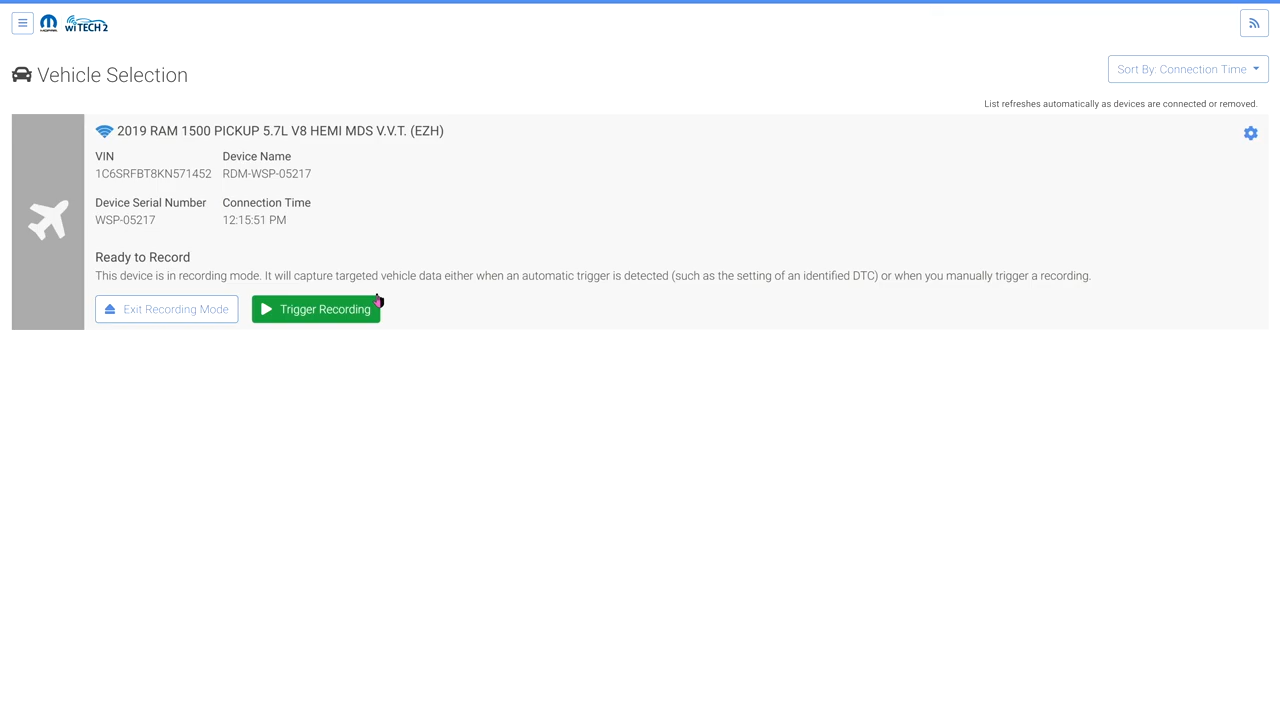 MOPAR
wiTECH 2
Vehicle Selection
Sort By: Connection Time
List refreshes automatically as devices are connected or removed.
2019 RAM 1500 PICKUP 5.7L V8 HEMI MDS V.V.T. (EZH)
VIN Device Name
1C6SRFBT8KN571452 RDM-WSP-05217
Device Serial Number Connection Time
WSP-05217 12:15:51 PM
Ready to Record
This device is in recording mode. It will capture targeted vehicle data either when an automatic trigger is detected (such as the setting of an identified DTC) or when you manually trigger a recording.
Exit Recording Mode Trigger Recording